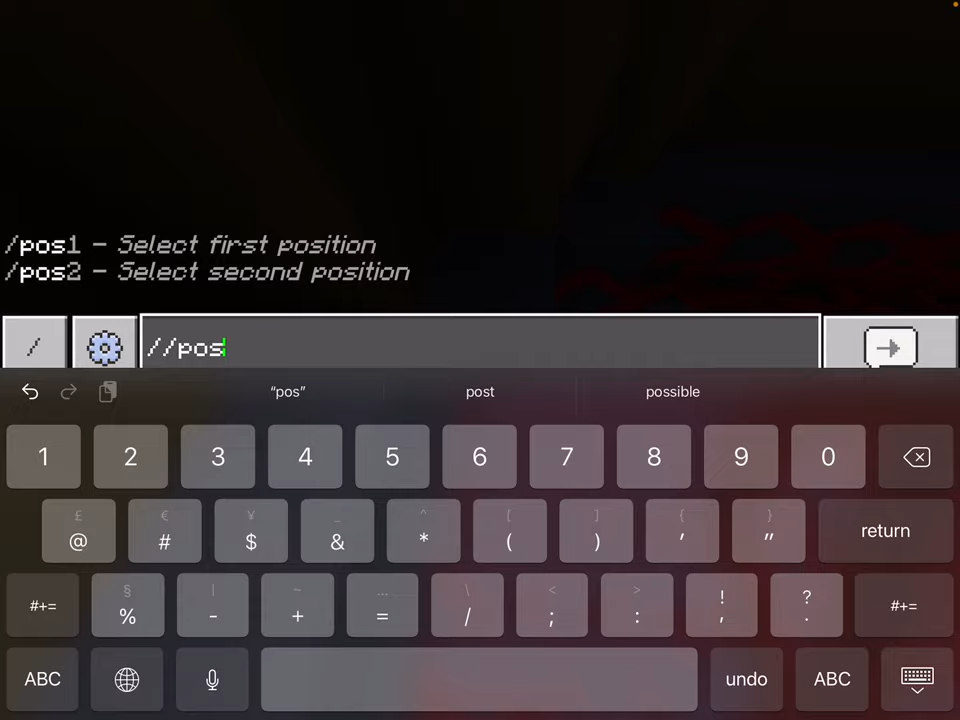 /pos1 - Select first position
/pos2 - Select second position
/ //pos
"pos" post possible
1 2 3 4 5 6 7 8 9 0
£ € ¥ _ ^ [ ] { }
@ # $ & * ( ) ' " return
§ | ~ … \ < > ! ?
#+= % - + = / ; : , . #+=
ABC undo ABC